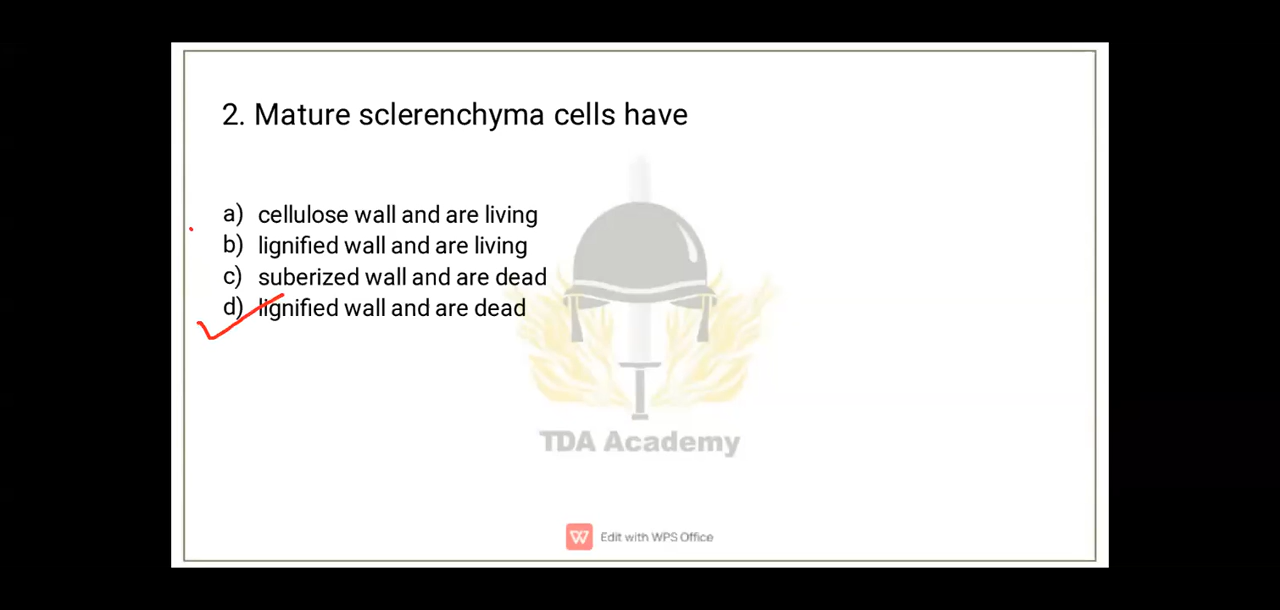 2. Mature sclerenchyma cells have
a) cellulose wall and are living
b) lignified wall and are living
c) suberized wall and are dead
d) lignified wall and are dead
TDA Academy
W Edit with WPS Office